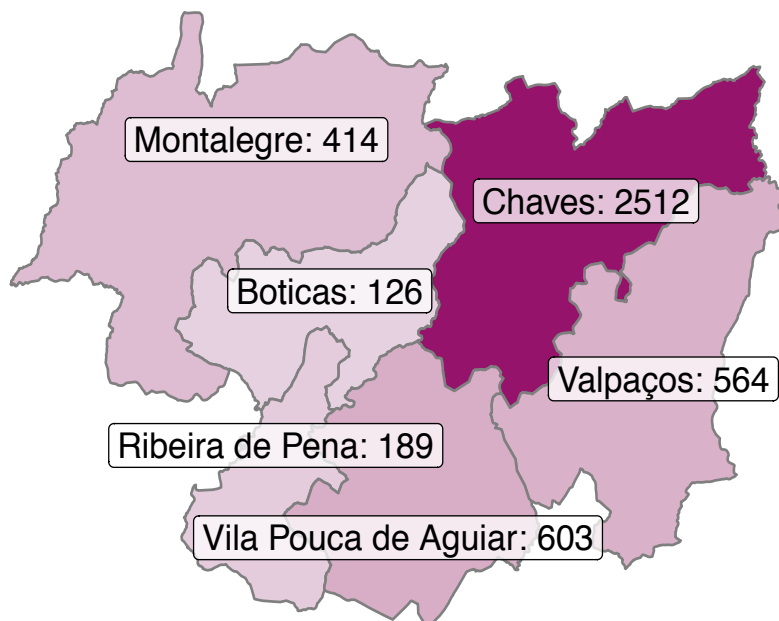 Montalegre: 414
Chaves: 2512
Boticas: 126
Valpaços: 564
Ribeira de Pena: 189
Vila Pouca de Aguiar: 603